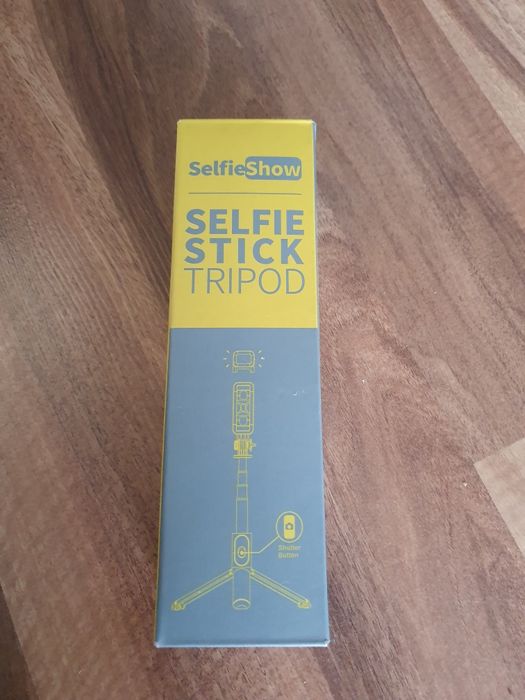 SelfieShow
SELFIE
STICK
TRIPOD
Shutter
Button